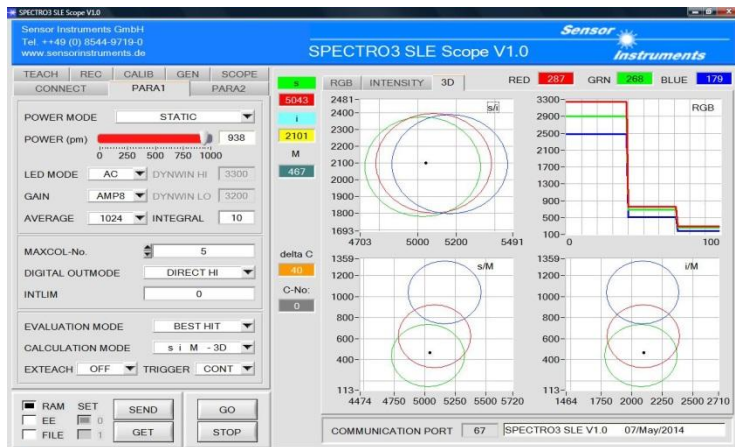 SPECTRO3 SLE Scope V1.0
Sensor Instruments GmbH
Tel. ++49 (0) 8544-9719-0
www.sensorinstruments.de
SPECTRO3 SLE Scope V1.0
Sensor
Instruments
TEACH REC CALIB GEN SCOPE
CONNECT PARA1 PARA2
POWER MODE STATIC
POWER (pm) 938
0 250 500 750 1000
LED MODE AC DYNWIN HI 3300
GAIN AMP8 DYNWIN LO 3200
AVERAGE 1024 INTEGRAL 10
MAXCOL-No. 5
DIGITAL OUTMODE DIRECT HI
INTLIM 0
EVALUATION MODE BEST HIT
CALCULATION MODE s i M - 3D
EXTEACH OFF TRIGGER CONT
RAM SET SEND GO
EE 0
FILE 1 GET STOP
s
5043
i
2101
M
467
delta C
40
C-No:
0
RGB INTENSITY 3D RED 287 GRN 268 BLUE 179
s/i
2481
2400
2300
2200
2100
2000
1900
1800
1693
4703 5000 5200 5491
RGB
3300
2900
2500
2100
1700
1300
900
500
100
0 100
s/M
1359
1200
1000
800
600
400
113
4474 4750 5000 5250 5500 5720
i/M
1359
1200
1000
800
600
400
113
1464 1750 2000 2250 2500 2710
COMMUNICATION PORT 67 SPECTRO3 SLE V1.0 07/May/2014